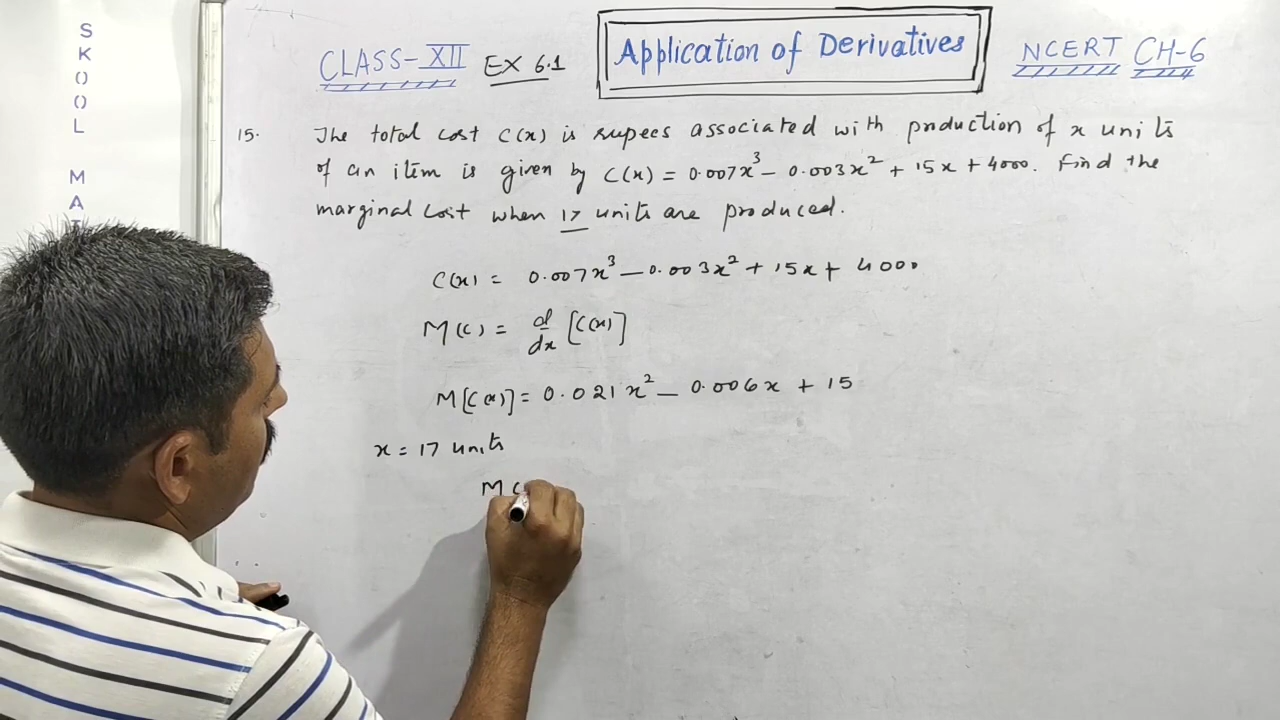 SKOOL MAT
CLASS-XII EX 6.1 Application of Derivatives NCERT CH-6
15. The total cost C(x) is rupees associated with production of x units
of an item is given by C(x) = 0.007x³ - 0.003x² + 15x + 4000. Find the
marginal cost when 17 units are produced.
C(x) = 0.007x³ - 0.003x² + 15x + 4000
M(C) = d/dx [C(x)]
M[C(x)] = 0.021x² - 0.006x + 15
x = 17 units
M C